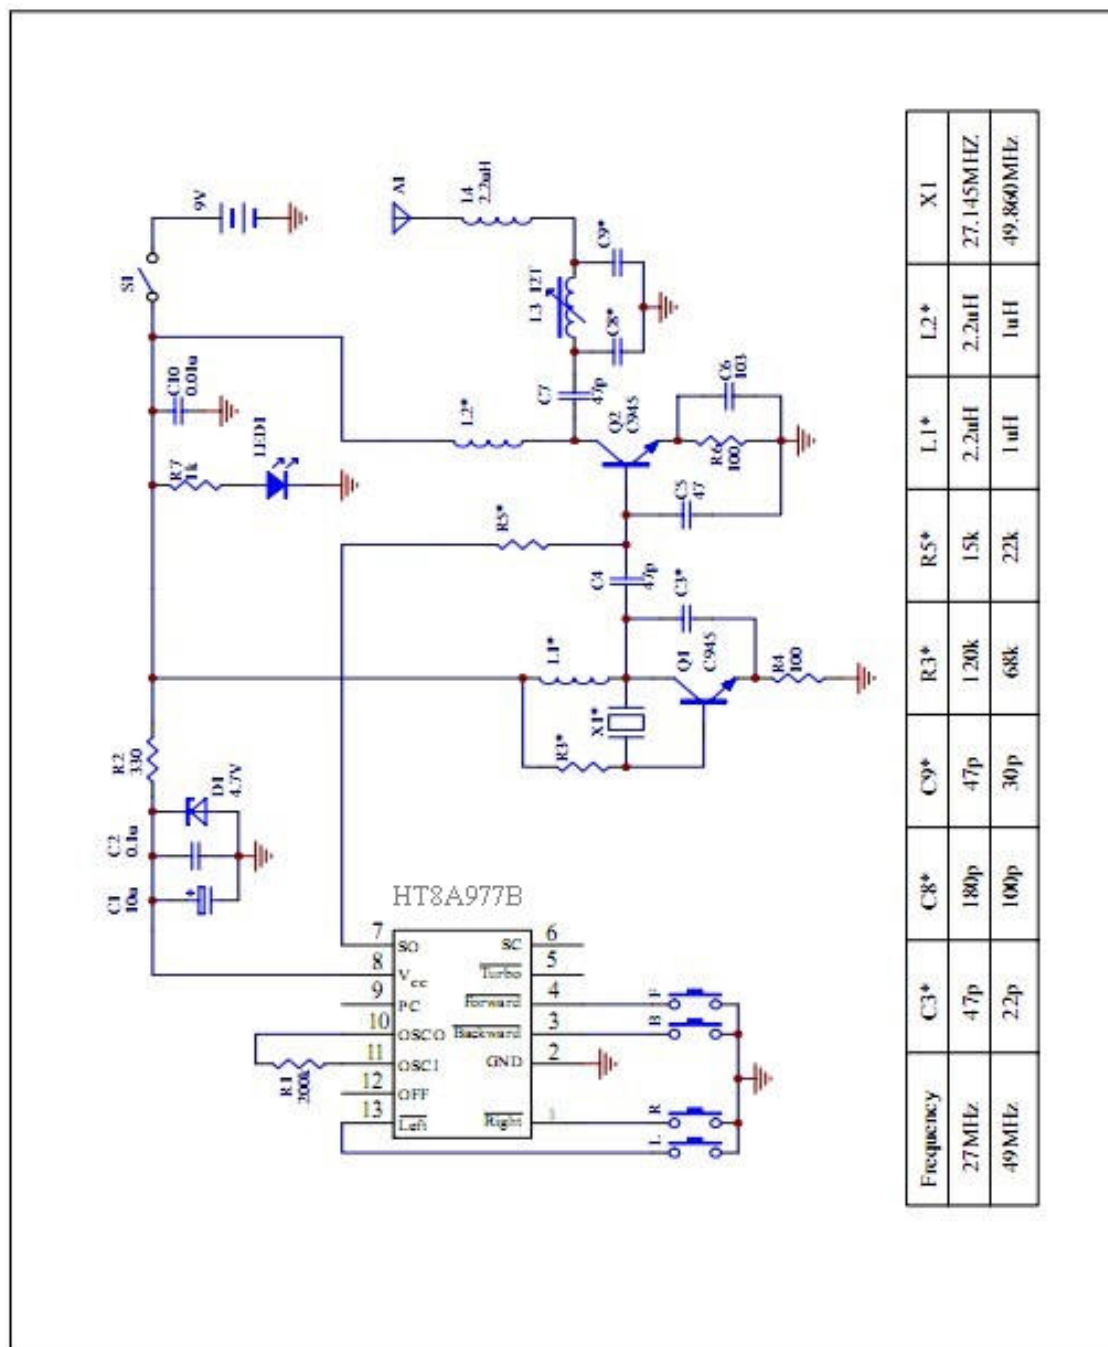 S1
9V
C10
0.01u
R7
1k
LED1
R2
330
D1
4.7V
C2
0.1u
C1
10u
A1
L4
2.2uH
L3 12T
C9*
C8*
C7
47p
L2*
Q2
C945
C6
103
R6
100
C5
47
R5*
C4
47p
C3*
L1*
Q1
C945
R4
100
X1*
R3*
HT8A977B
7 SO
8 Vcc
9 PC
10 OSCO
11 OSCI
12 OFF
13 Left
SC 6
Turbo 5
Forward 4
Backward 3
GND 2
Right 1
R1
200k
F
B
R
L
Frequency C3* C8* C9* R3* R5* L1* L2* X1
27MHz 47p 180p 47p 120k 15k 2.2uH 2.2uH 27.145MHZ
49MHz 22p 100p 30p 68k 22k 1uH 1uH 49.860MHz